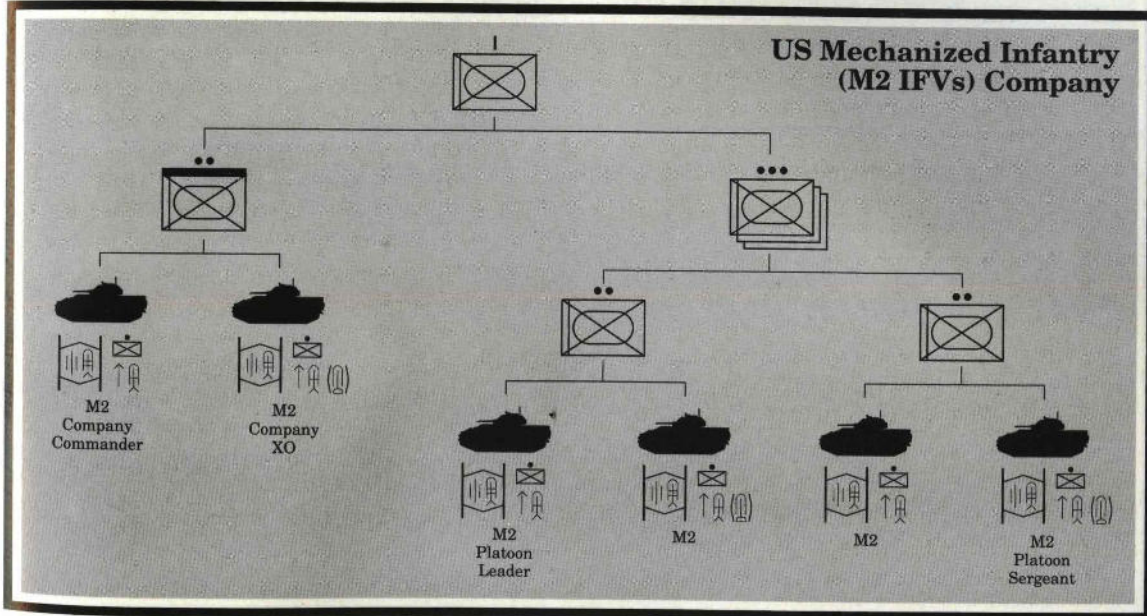 US Mechanized Infantry
(M2 IFVs) Company
M2
Company
Commander
M2
Company
XO
M2
Platoon
Leader
M2
M2
M2
Platoon
Sergeant